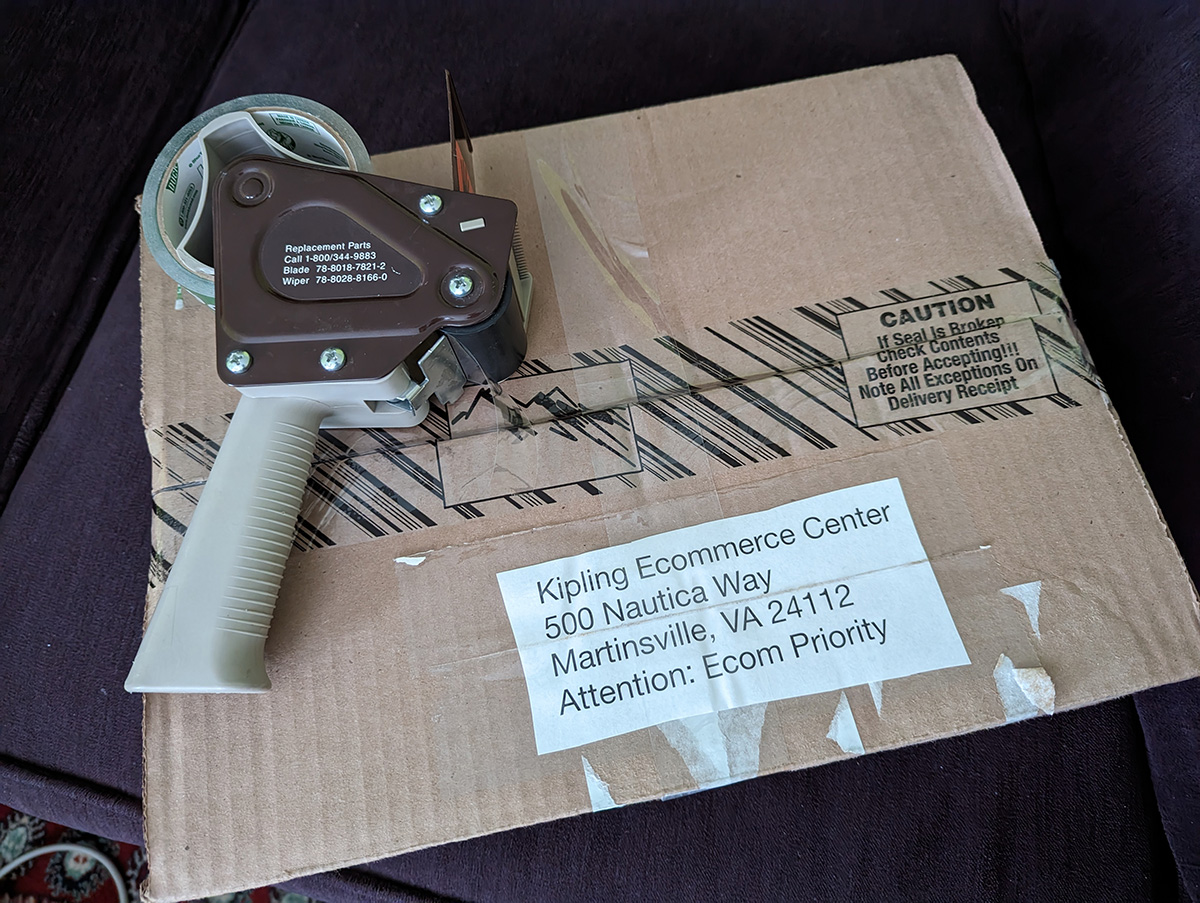 Replacement Parts
Call 1-800/344-9883
Blade 78-8018-7821-2
Wiper 78-8028-8166-0
CAUTION
If Seal Is Broken
Check Contents
Before Accepting!!!
Note All Exceptions On
Delivery Receipt
Kipling Ecommerce Center
500 Nautica Way
Martinsville, VA 24112
Attention: Ecom Priority